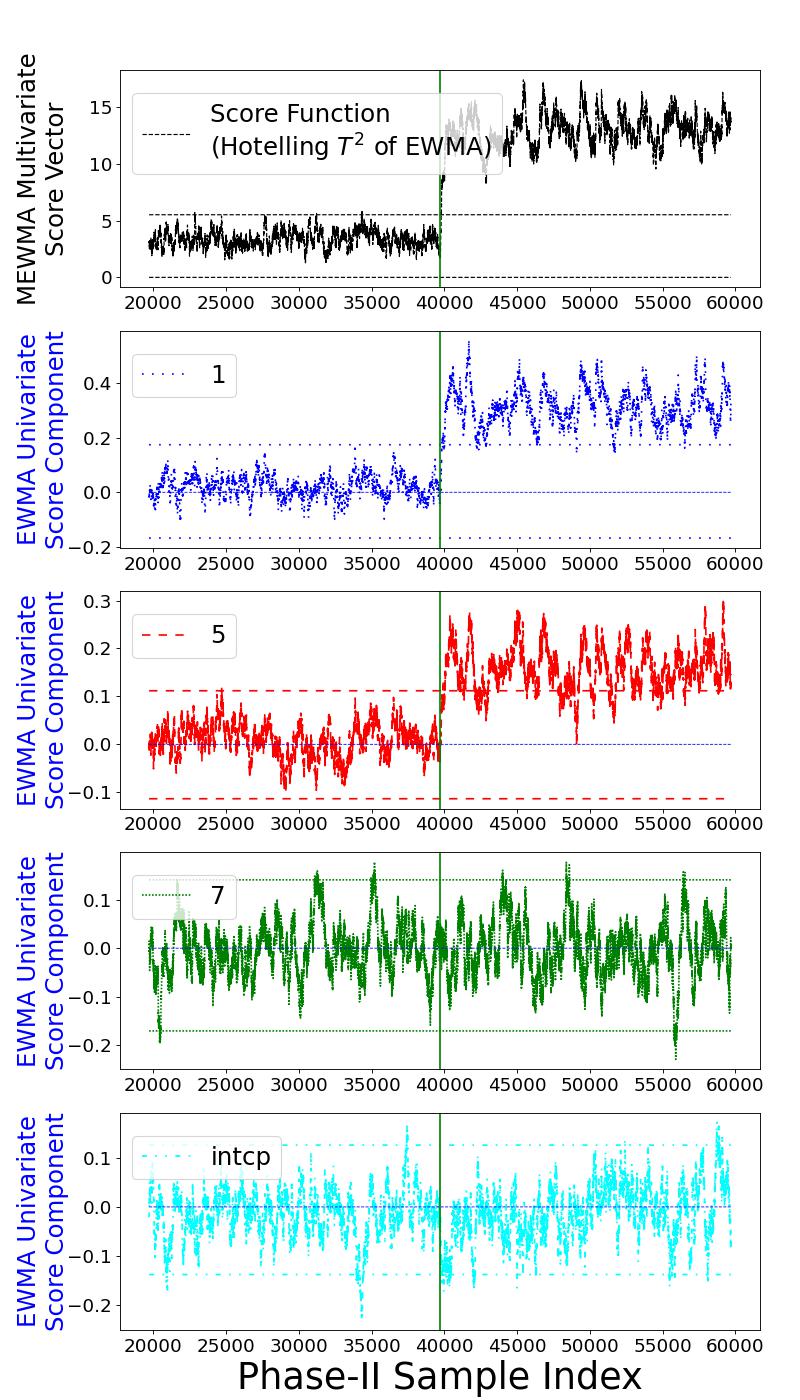 MEWMA Multivariate
Score Vector
Score Function
(Hotelling T² of EWMA)
15
10
5
0
20000 25000 30000 35000 40000 45000 50000 55000 60000
EWMA Univariate
Score Component
1
0.4
0.2
0.0
−0.2
20000 25000 30000 35000 40000 45000 50000 55000 60000
EWMA Univariate
Score Component
5
0.3
0.2
0.1
0.0
−0.1
20000 25000 30000 35000 40000 45000 50000 55000 60000
EWMA Univariate
Score Component
7
0.1
0.0
−0.1
−0.2
20000 25000 30000 35000 40000 45000 50000 55000 60000
EWMA Univariate
Score Component
intcp
0.1
0.0
−0.1
−0.2
20000 25000 30000 35000 40000 45000 50000 55000 60000
Phase-II Sample Index